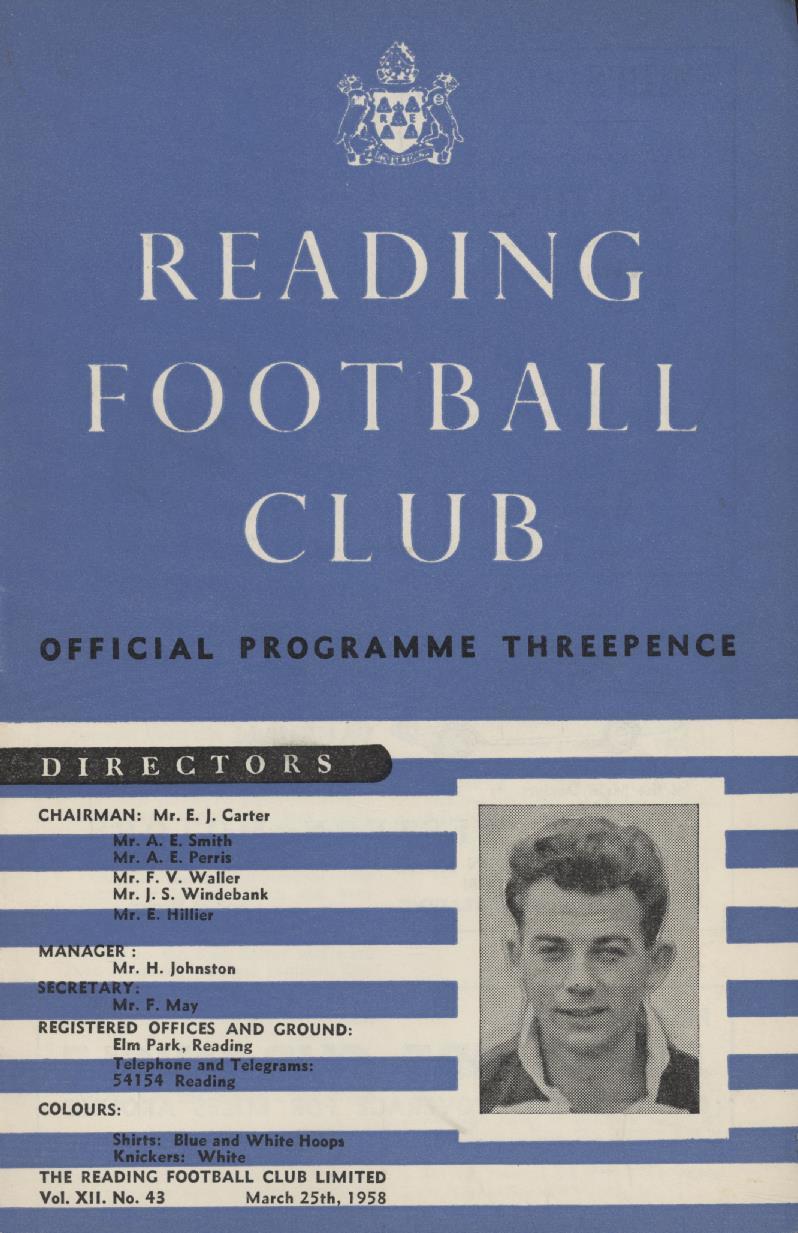 R E
READING
FOOTBALL
CLUB
OFFICIAL PROGRAMME THREEPENCE
DIRECTORS
CHAIRMAN: Mr. E. J. Carter
Mr. A. E. Smith
Mr. A. E. Perris
Mr. F. V. Waller
Mr. J. S. Windebank
Mr. E. Hillier
MANAGER :
Mr. H. Johnston
SECRETARY:
Mr. F. May
REGISTERED OFFICES AND GROUND:
Elm Park, Reading
Telephone and Telegrams:
54154 Reading
COLOURS:
Shirts: Blue and White Hoops
Knickers: White
THE READING FOOTBALL CLUB LIMITED
Vol. XII. No. 43 March 25th, 1958